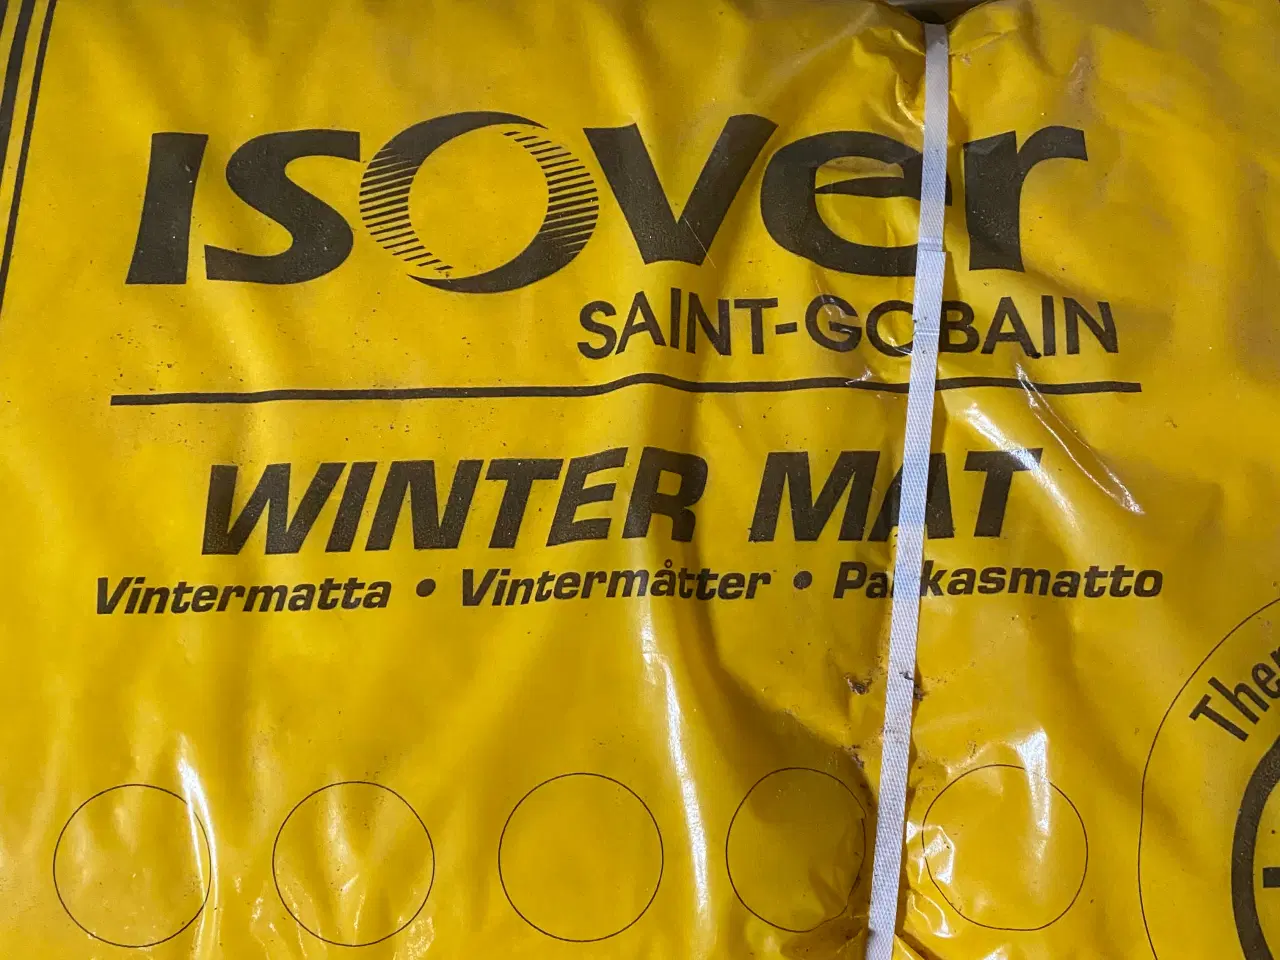 ISOVER
SAINT-GOBAIN
WINTER MAT
Vintermatta • Vintermåtter • Pakkasmatto